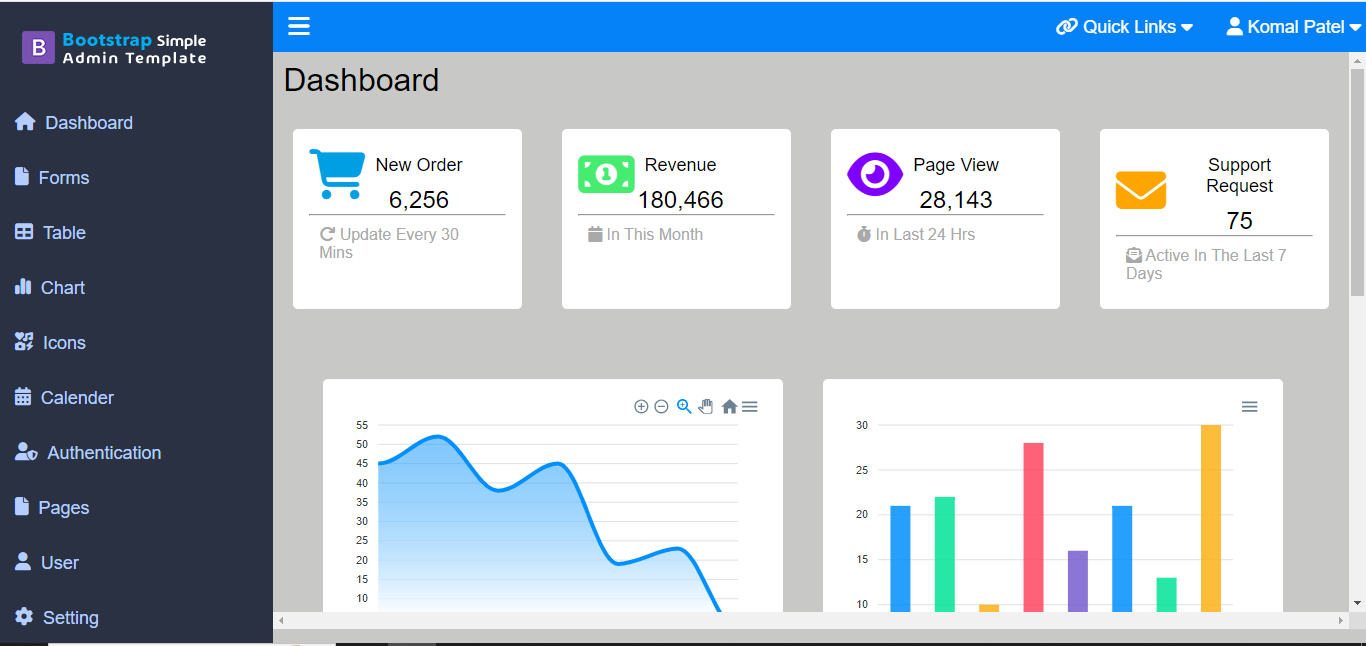 B
Bootstrap Simple
Admin Template
Quick Links
Komal Patel
Dashboard
Forms
Table
Chart
Icons
Calender
Authentication
Pages
User
Setting
Dashboard
New Order
6,256
Update Every 30
Mins
1
Revenue
180,466
In This Month
Page View
28,143
In Last 24 Hrs
Support
Request
75
Active In The Last 7
Days
55
50
45
40
35
30
25
20
15
10
30
25
20
15
10